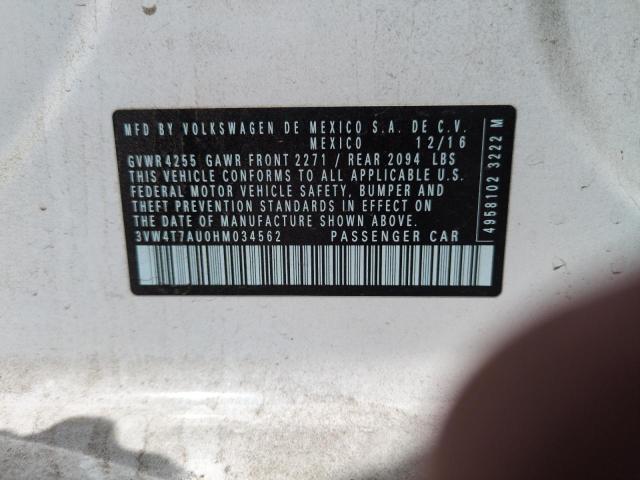 MFD BY VOLKSWAGEN DE MEXICO S.A. DE C.V.
MEXICO 12/16
GVWR 4255 GAWR FRONT 2271 / REAR 2094 LBS
THIS VEHICLE CONFORMS TO ALL APPLICABLE U.S.
FEDERAL MOTOR VEHICLE SAFETY, BUMPER AND
THEFT PREVENTION STANDARDS IN EFFECT ON
THE DATE OF MANUFACTURE SHOWN ABOVE.
3VW4T7AU0HM034562 PASSENGER CAR
4958102 3222 M